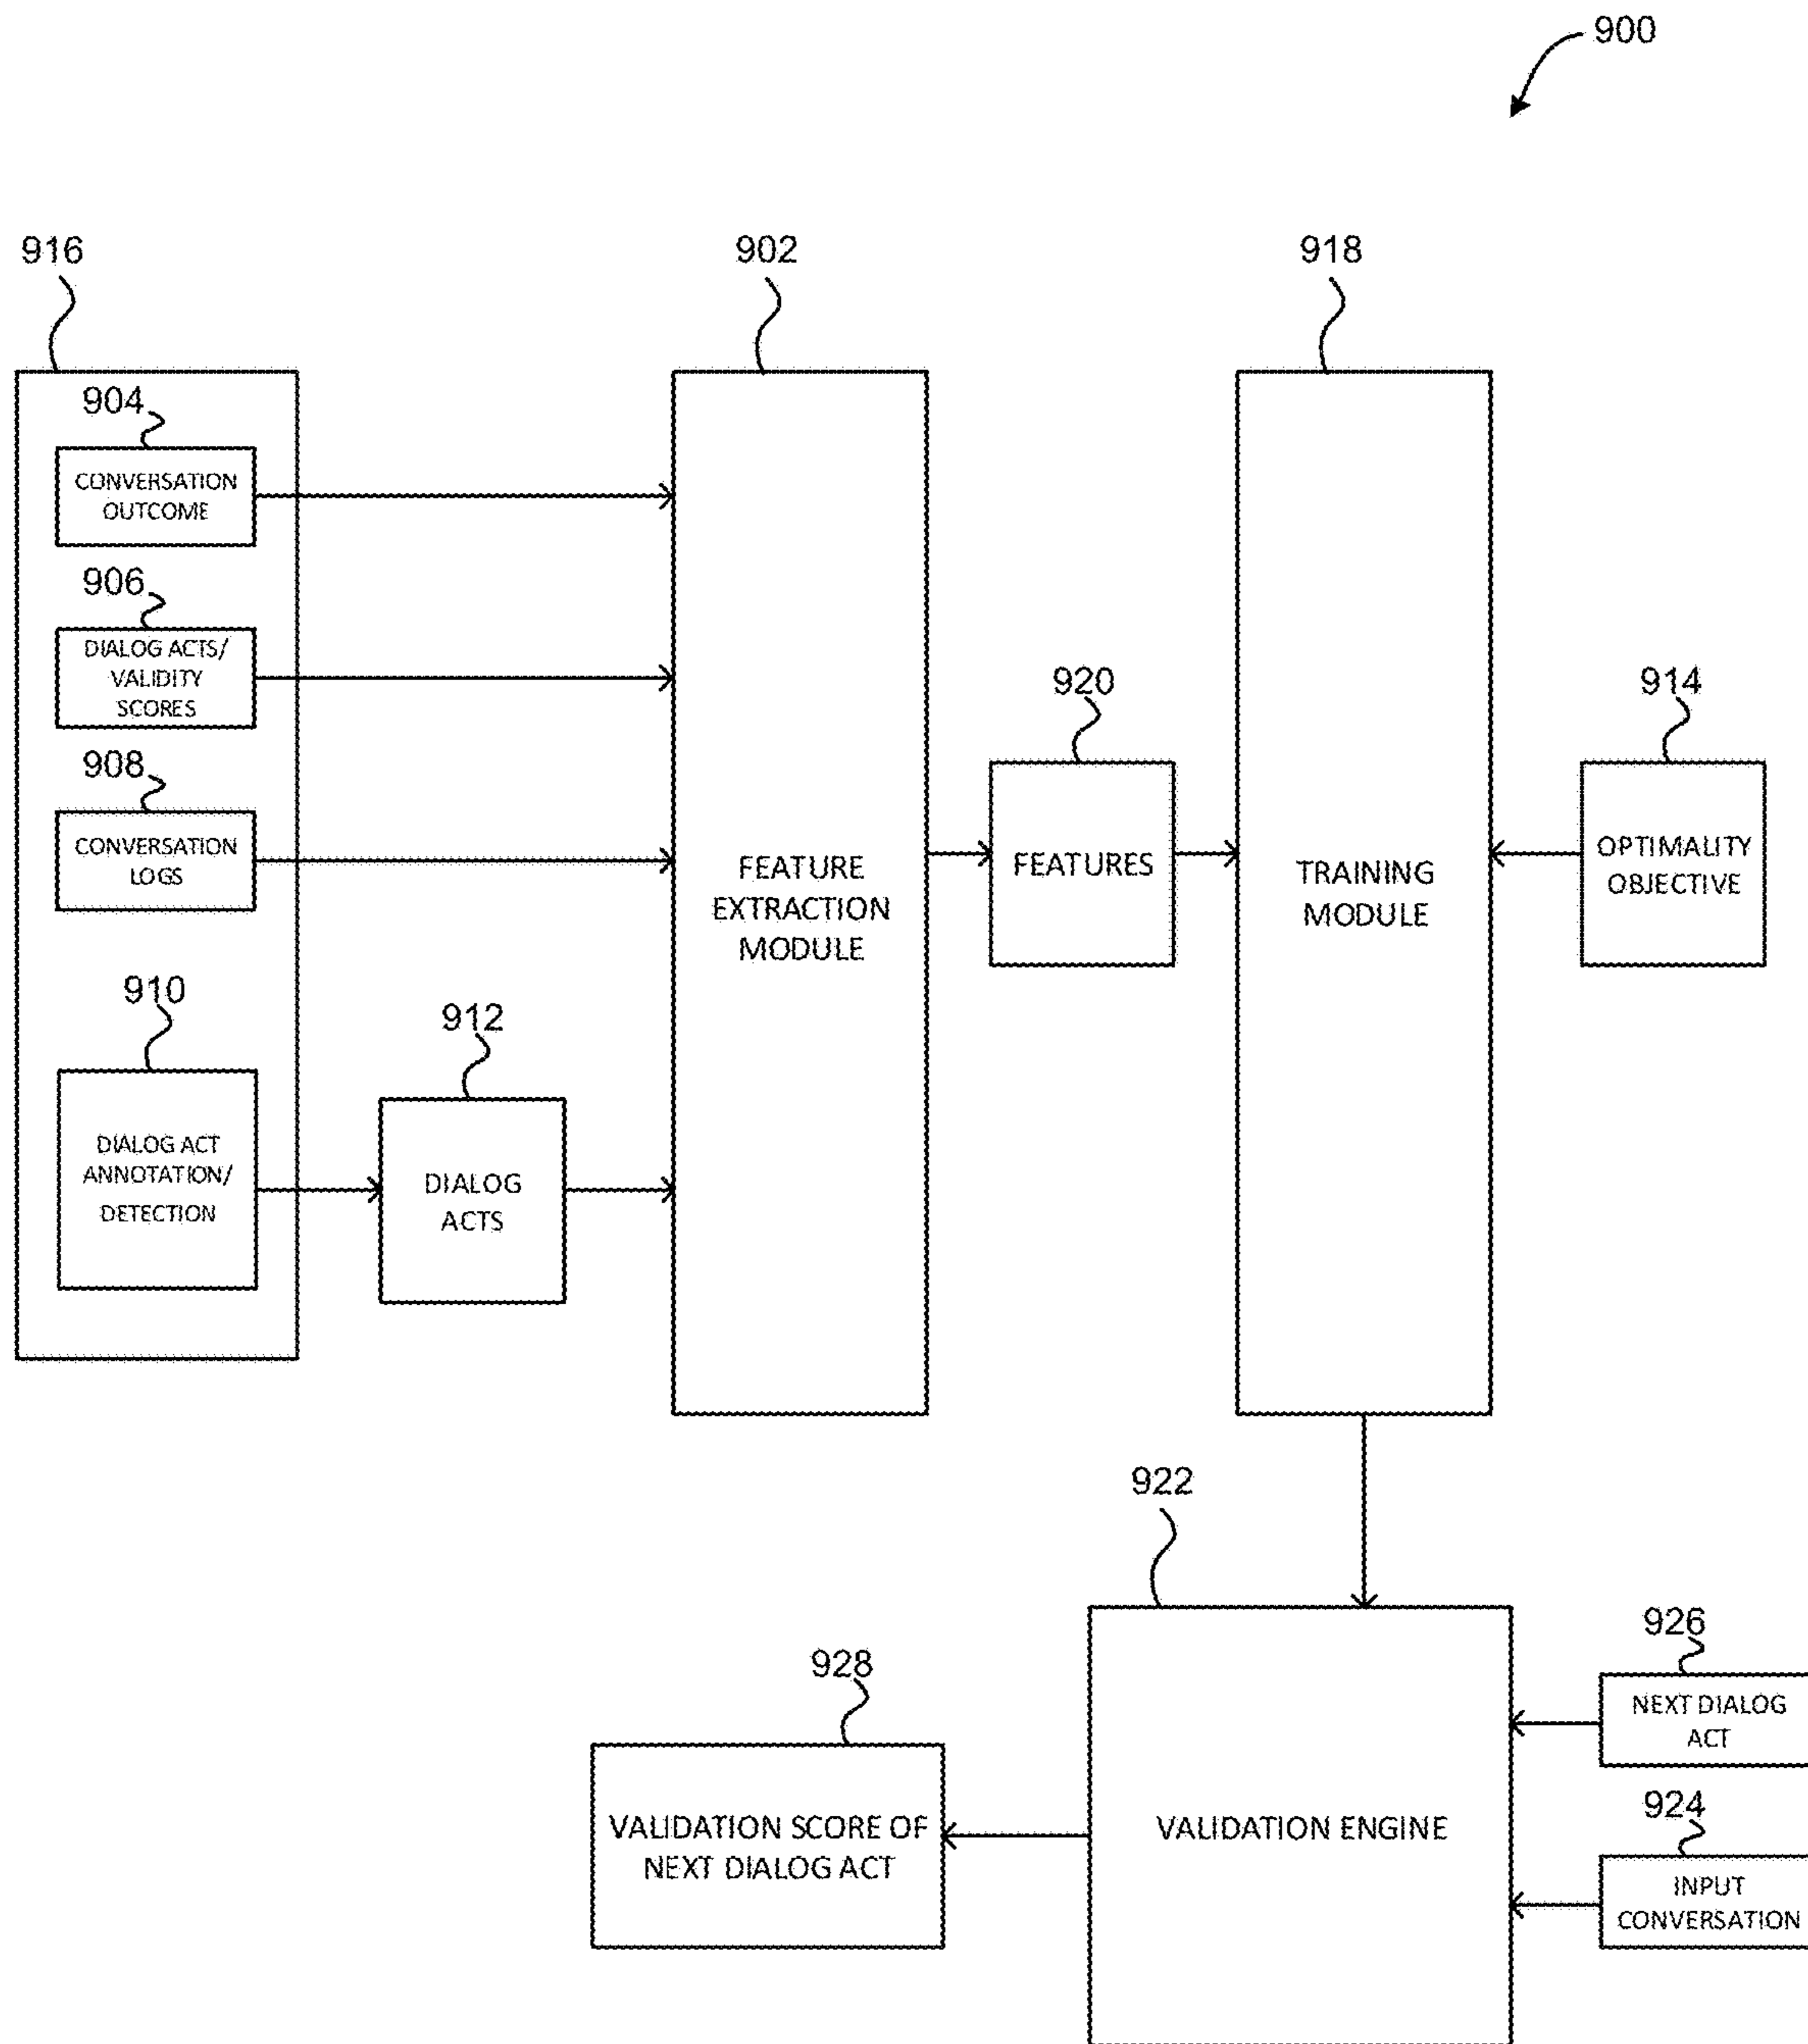 900
916
902
918
904
CONVERSATION
OUTCOME
906
DIALOG ACTS/
VALIDITY
SCORES
908
CONVERSATION
LOGS
910
DIALOG ACT
ANNOTATION/
DETECTION
912
DIALOG
ACTS
FEATURE
EXTRACTION
MODULE
920
FEATURES
TRAINING
MODULE
914
OPTIMALITY
OBJECTIVE
922
VALIDATION ENGINE
926
NEXT DIALOG
ACT
924
INPUT
CONVERSATION
928
VALIDATION SCORE OF
NEXT DIALOG ACT